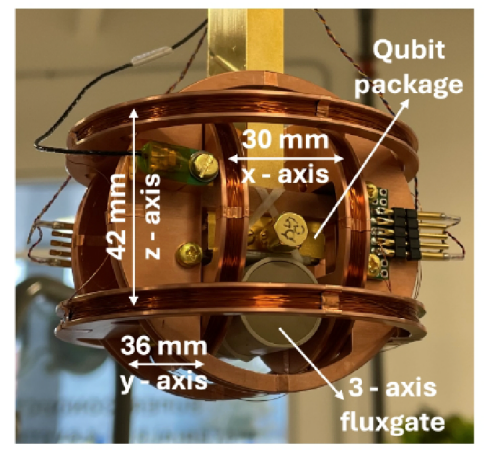 Qubit
package
30 mm
x - axis
42 mm
z - axis
36 mm
y - axis
3 - axis
fluxgate